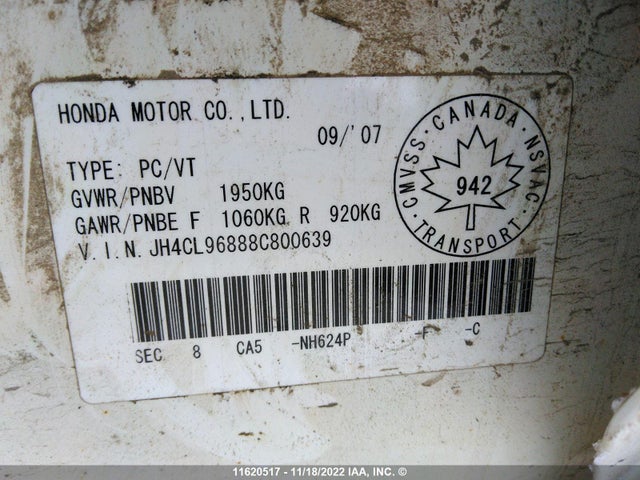 HONDA MOTOR CO.,LTD.
09/'07
TYPE: PC/VT
GVWR/PNBV 1950KG
GAWR/PNBE F 1060KG R 920KG
V.I.N. JH4CL96888C800639
SEC 8 CA5 -NH624P -F -C
CMVSS · CANADA · NSVAC · TRANSPORT ·
942
11620517 - 11/18/2022 IAA, INC. ©